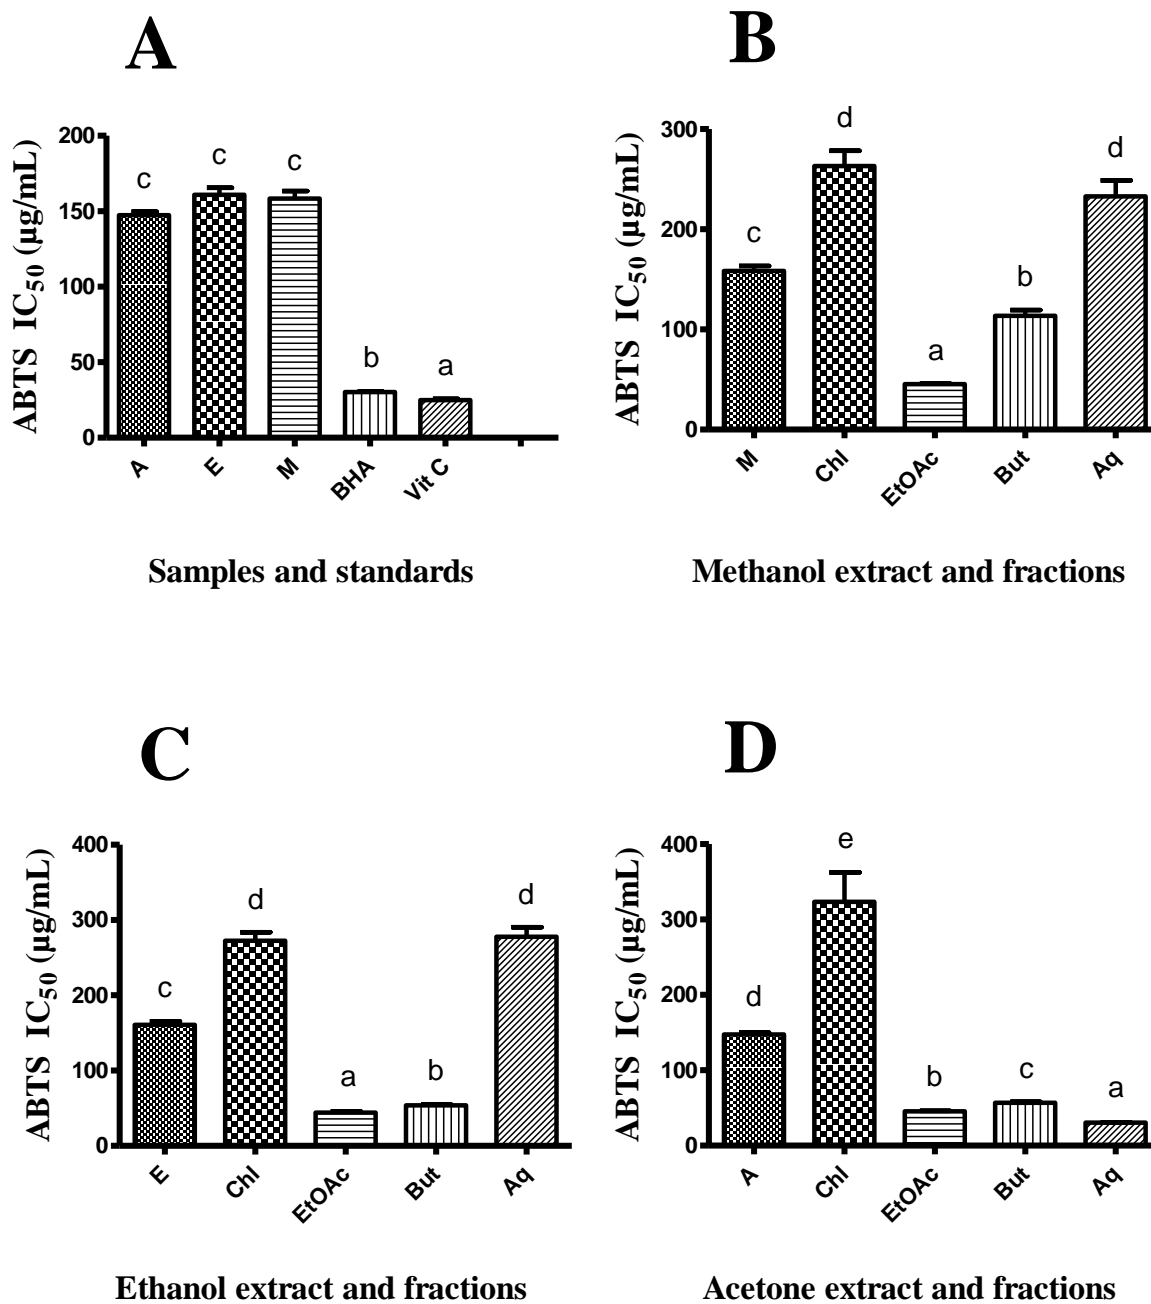 A
ABTS IC50 (µg/mL)
200
150
100
50
0
c
c
c
b
a
A
E
M
BHA
Vit C
Samples and standards
B
ABTS IC50 (µg/mL)
300
200
100
0
c
d
a
b
d
M
Chl
EtOAc
But
Aq
Methanol extract and fractions
C
ABTS IC50 (µg/mL)
400
300
200
100
0
c
d
a
b
d
E
Chl
EtOAc
But
Aq
Ethanol extract and fractions
D
ABTS IC50 (µg/mL)
400
300
200
100
0
d
e
b
c
a
A
Chl
EtOAc
But
Aq
Acetone extract and fractions